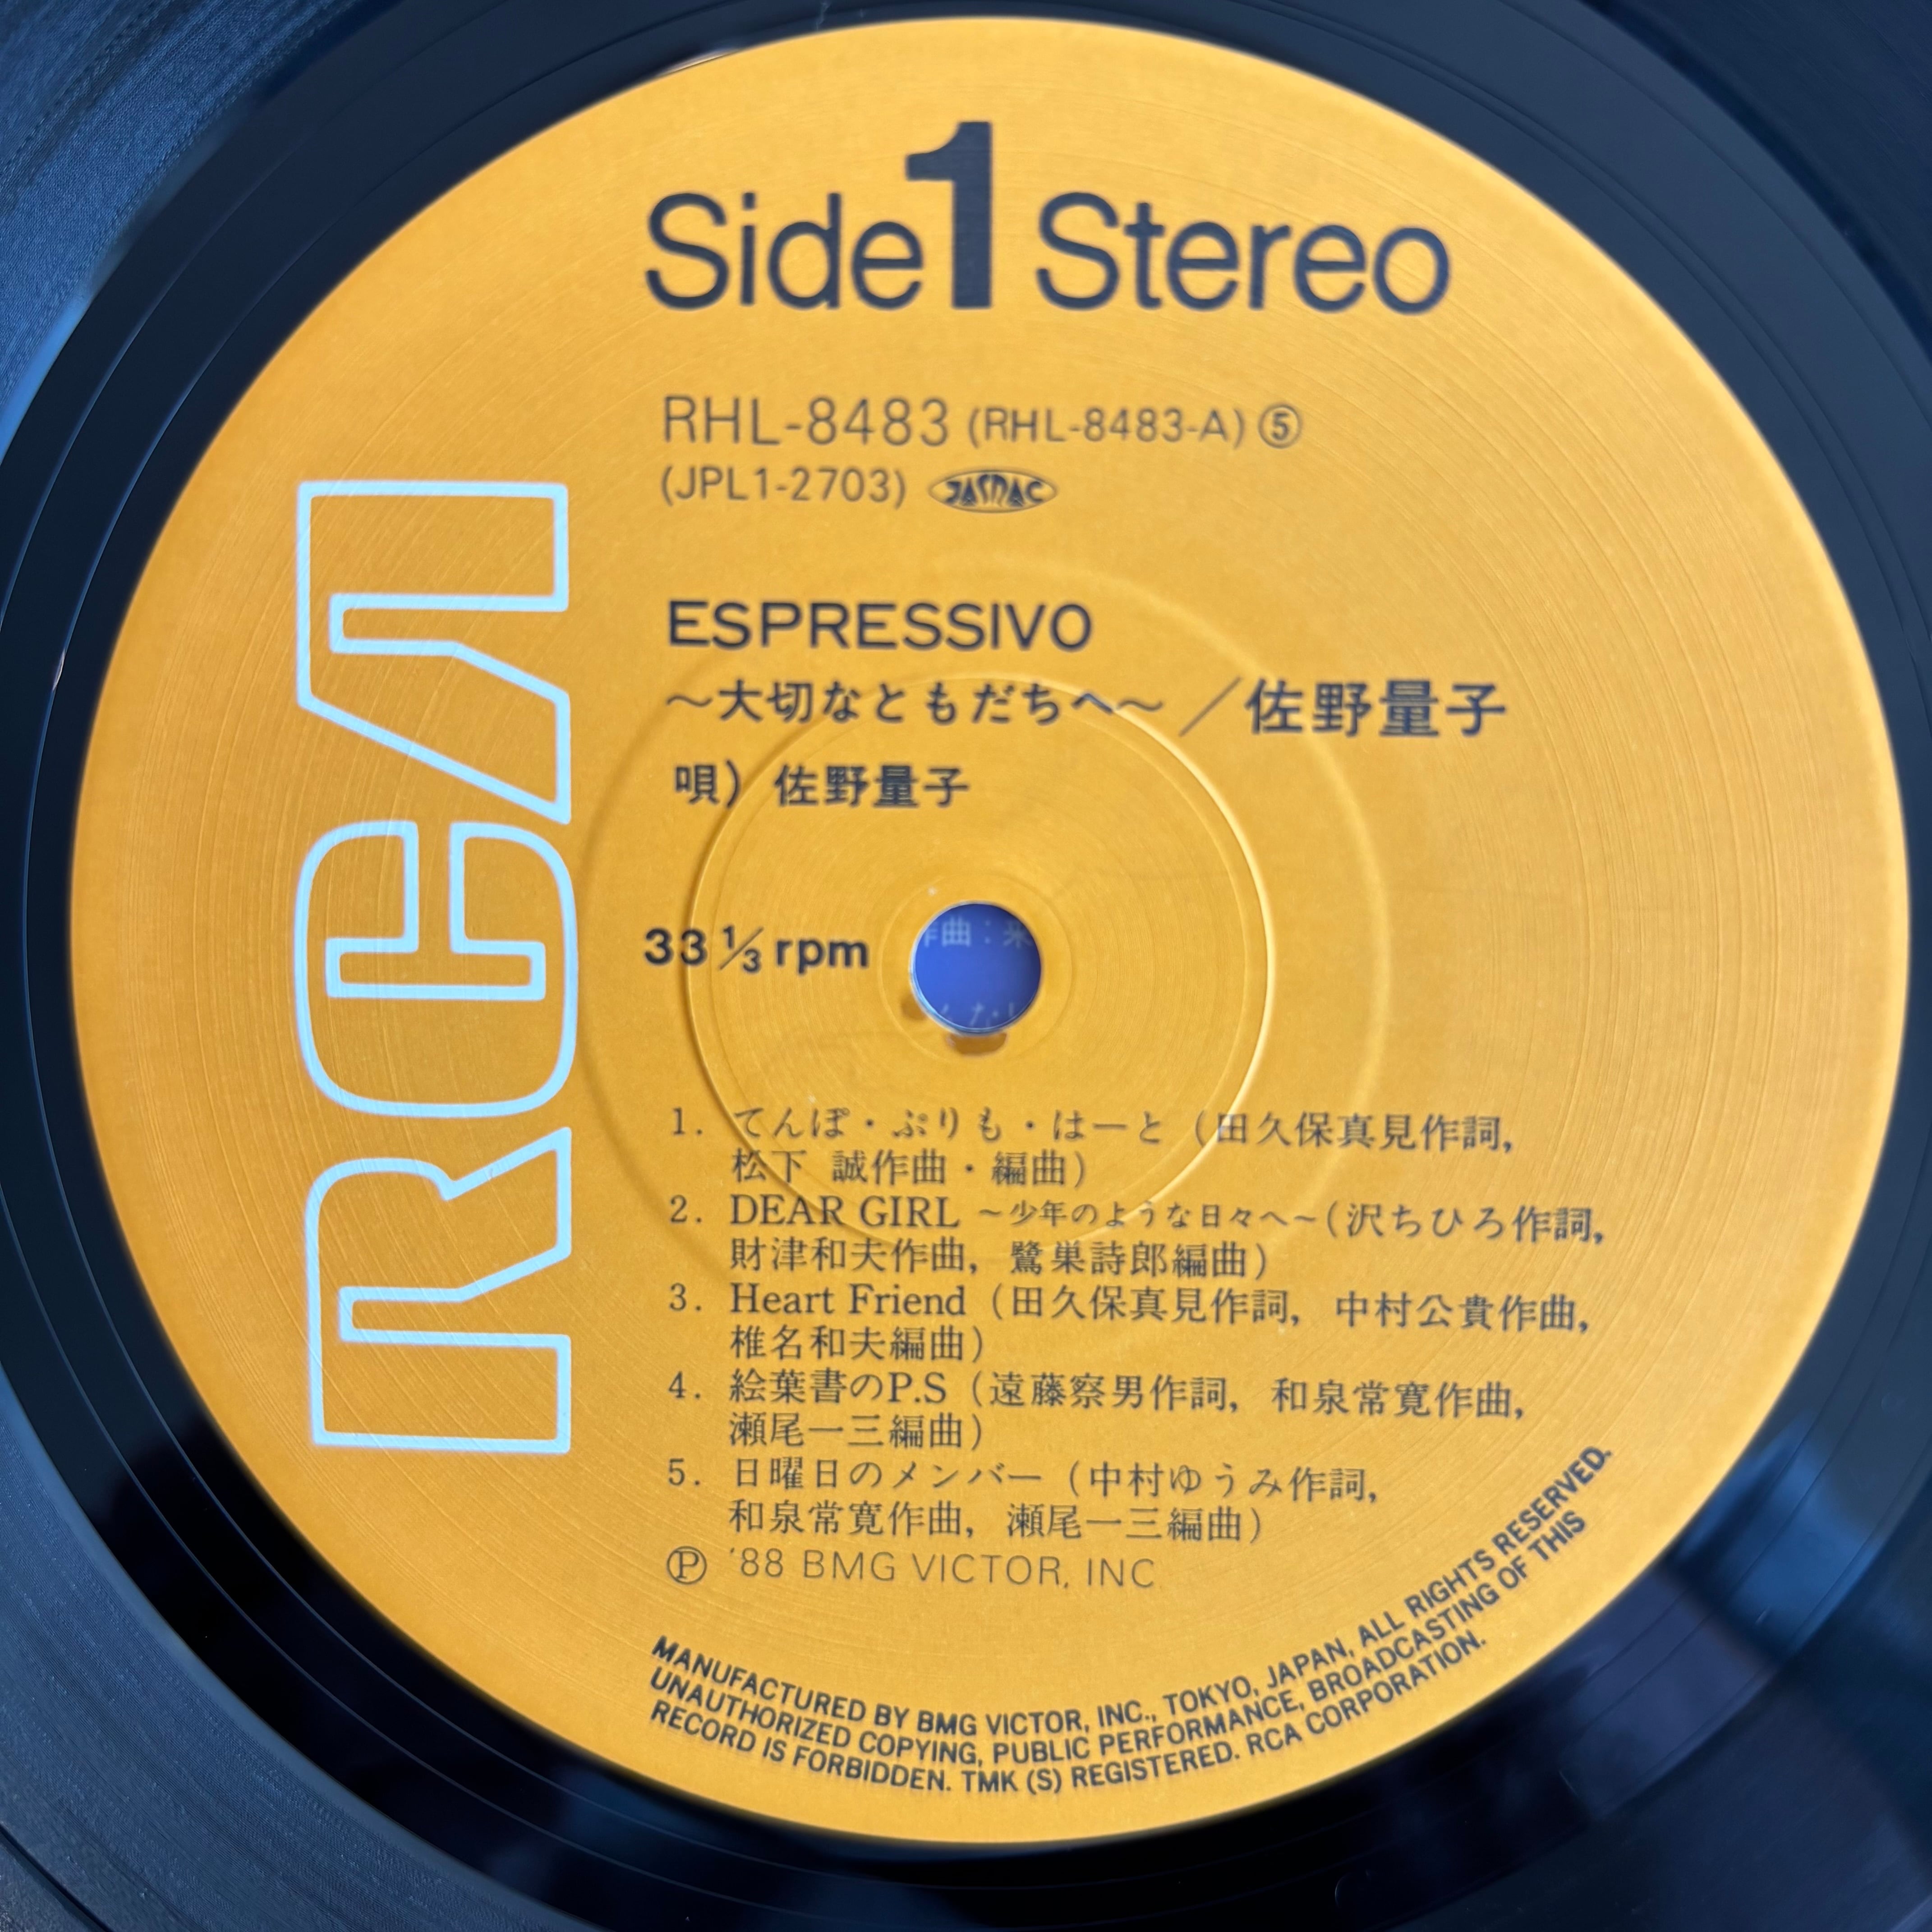 Side 1 Stereo
RHL-8483 (RHL-8483-A) ⑤
(JPL1-2703) JASRAC
ESPRESSIVO
〜大切なともだちへ〜／佐野量子
唄) 佐野量子
33 1/3 rpm
RCA
1. てんぽ・ぷりも・はーと (田久保真見作詞,
松下 誠作曲・編曲)
2. DEAR GIRL 〜少年のような日々へ〜(沢ちひろ作詞,
財津和夫作曲, 鷺巣詩郎編曲)
3. Heart Friend (田久保真見作詞, 中村公貴作曲,
椎名和夫編曲)
4. 絵葉書のP.S (遠藤察男作詞, 和泉常寛作曲,
瀬尾一三編曲)
5. 日曜日のメンバー (中村ゆうみ作詞,
和泉常寛作曲, 瀬尾一三編曲)
Ⓟ '88 BMG VICTOR, INC.
MANUFACTURED BY BMG VICTOR, INC., TOKYO, JAPAN, ALL RIGHTS RESERVED.
UNAUTHORIZED COPYING, PUBLIC PERFORMANCE, BROADCASTING OF THIS
RECORD IS FORBIDDEN. TMK (S) REGISTERED. RCA CORPORATION.